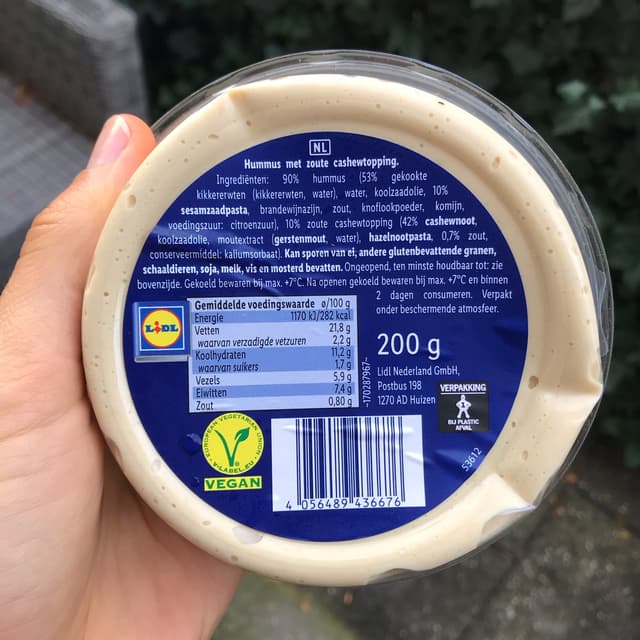 NL
Hummus met zoute cashewtopping.
Ingrediënten: 90% hummus (53% gekookte
kikkererwten (kikkererwten, water), water, koolzaadolie, 10%
sesamzaadpasta, brandewijnazijn, zout, knoflookpoeder, komijn,
voedingszuur: citroenzuur), 10% zoute cashewtopping (42% cashewnoot,
koolzaadolie, moutextract (gerstenmout, water), hazelnootpasta, 0,7% zout,
conserveermiddel: kaliumsorbaat). Kan sporen van ei, andere glutenbevattende granen,
schaaldieren, soja, melk, vis en mosterd bevatten. Ongeopend, ten minste houdbaar tot: zie
bovenzijde. Gekoeld bewaren bij max. +7°C. Na openen gekoeld bewaren bij max. +7°C en binnen
2 dagen consumeren. Verpakt
onder beschermende atmosfeer.
LIDL
Gemiddelde voedingswaarde ø/100 g
Energie 1170 kJ/282 kcal
Vetten 21,8 g
waarvan verzadigde vetzuren 2,2 g
Koolhydraten 11,2 g
waarvan suikers 1,7 g
Vezels 5,9 g
Eiwitten 7,4 g
Zout 0,80 g
-170287967-
200 g
Lidl Nederland GmbH,
Postbus 198
1270 AD Huizen
VERPAKKING
BIJ PLASTIC
AFVAL
EUROPEAN VEGETARIAN UNION
V-LABEL.EU
VEGAN
4 056489 436676
53612